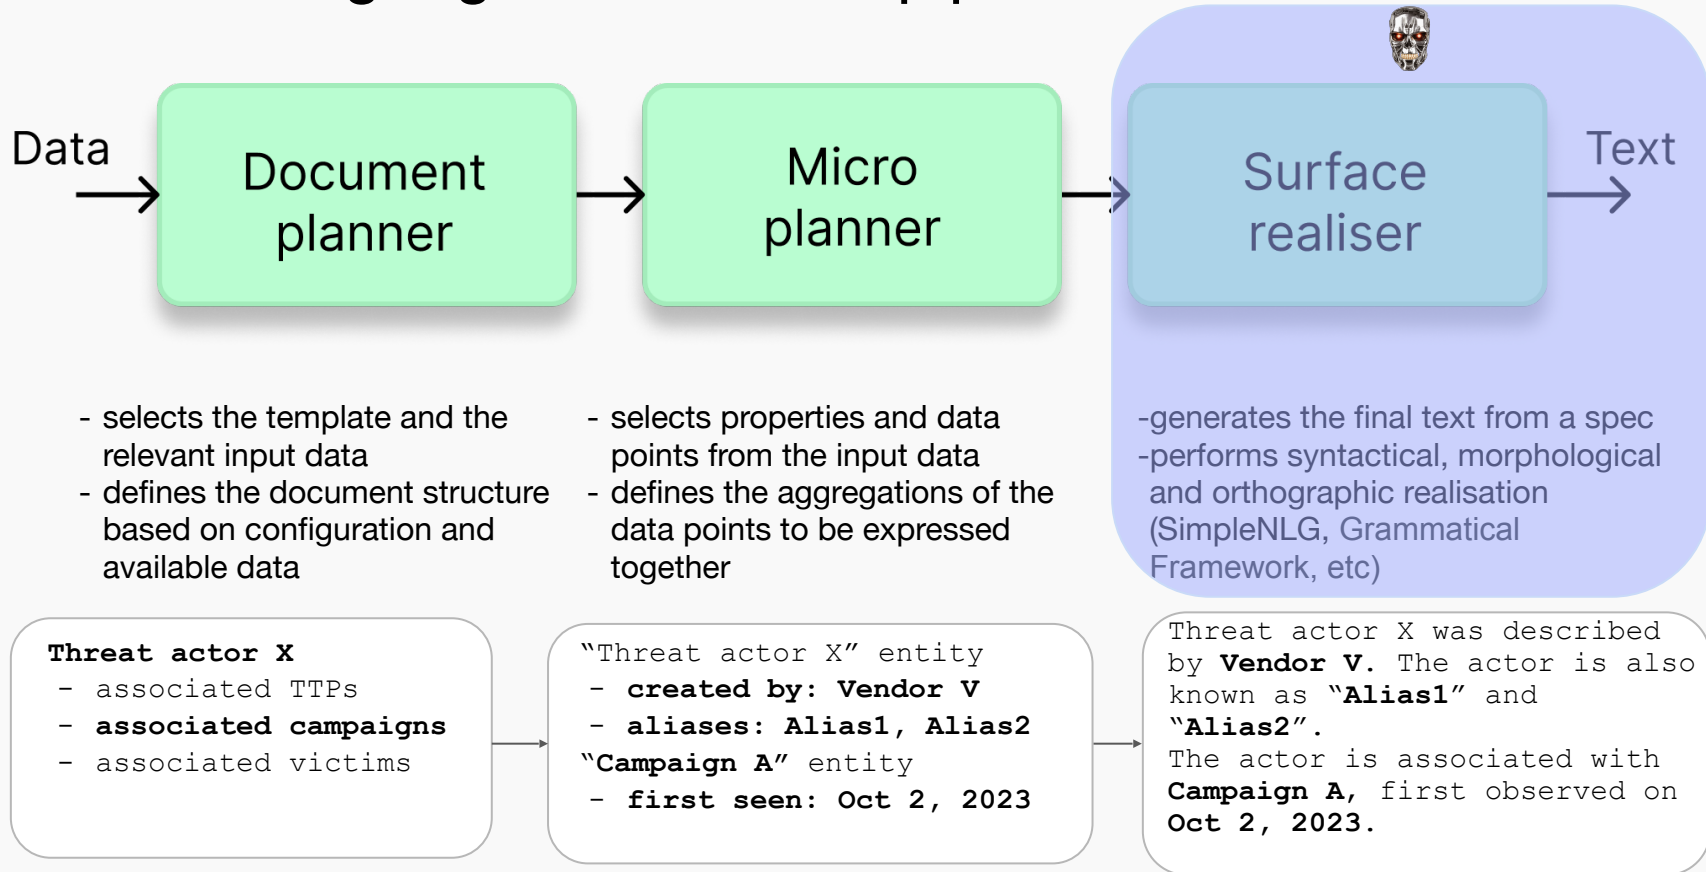 Data
Document
planner
Micro
planner
Surface
realiser
Text
- selects the template and the
relevant input data
- defines the document structure
based on configuration and
available data
- selects properties and data
points from the input data
- defines the aggregations of the
data points to be expressed
together
-generates the final text from a spec
-performs syntactical, morphological
and orthographic realisation
(SimpleNLG, Grammatical
Framework, etc)
Threat actor X
- associated TTPs
- associated campaigns
- associated victims
“Threat actor X” entity
- created by: Vendor V
- aliases: Alias1, Alias2
“Campaign A” entity
- first seen: Oct 2, 2023
Threat actor X was described
by Vendor V. The actor is also
known as “Alias1” and
“Alias2”.
The actor is associated with
Campaign A, first observed on
Oct 2, 2023.